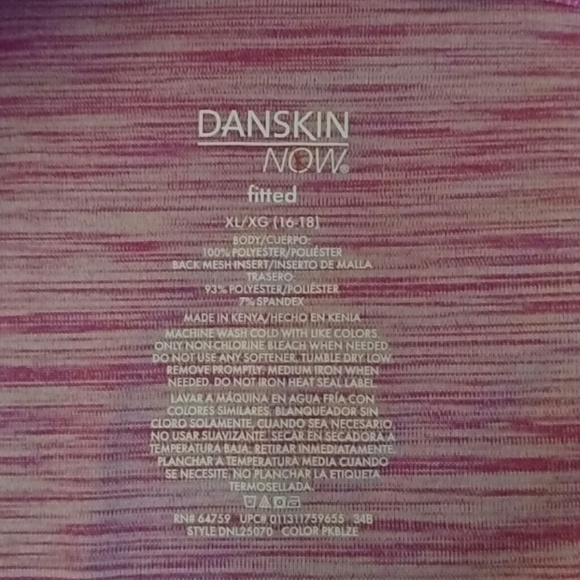 DANSKIN
NOW®
fitted
XL/XG (16-18)
BODY/CUERPO:
100% POLYESTER/POLIÉSTER
BACK MESH INSERT/INSERTO DE MALLA
TRASERO:
93% POLYESTER/POLIÉSTER
7% SPANDEX
MADE IN KENYA/HECHO EN KENIA
MACHINE WASH COLD WITH LIKE COLORS.
ONLY NON-CHLORINE BLEACH WHEN NEEDED.
DO NOT USE ANY SOFTENER. TUMBLE DRY LOW.
REMOVE PROMPTLY. MEDIUM IRON WHEN
NEEDED. DO NOT IRON HEAT SEAL LABEL.
LAVAR A MÁQUINA EN AGUA FRÍA CON
COLORES SIMILARES. BLANQUEADOR SIN
CLORO SOLAMENTE, CUANDO SEA NECESARIO.
NO USAR SUAVIZANTE. SECAR EN SECADORA A
TEMPERATURA BAJA. RETIRAR INMEDIATAMENTE.
PLANCHAR A TEMPERATURA MEDIA CUANDO
SE NECESITE. NO PLANCHAR LA ETIQUETA
TERMOSELLADA.
RN# 64759 UPC# 011311759655 34B
STYLE DNL25070 COLOR PKBLZE